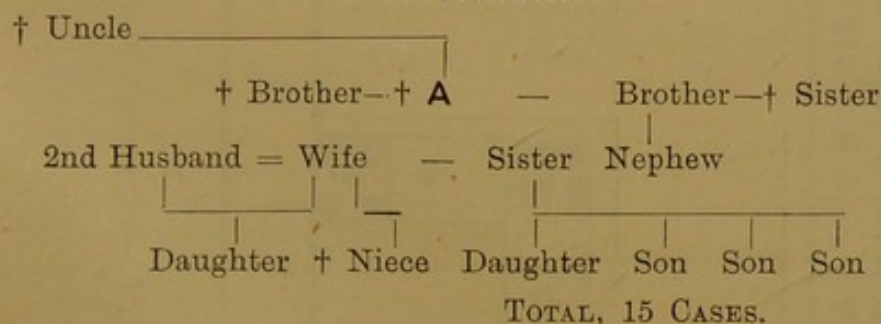 † Uncle
† Brother—† A — Brother—† Sister
2nd Husband = Wife — Sister Nephew
Daughter † Niece Daughter Son Son Son
TOTAL, 15 CASES.